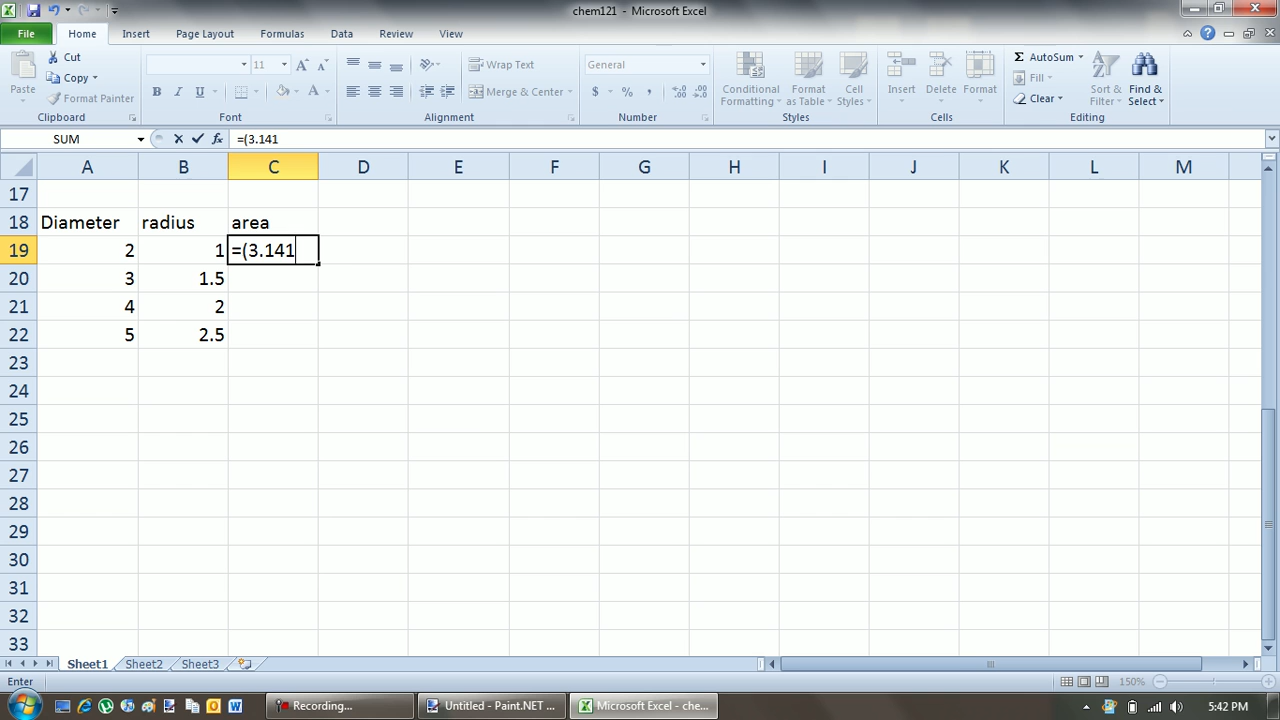 chem121 - Microsoft Excel
File Home Insert Page Layout Formulas Data Review View
Paste Cut Copy Format Painter Clipboard
11 B I U A A A Font
Wrap Text Merge & Center Alignment
General $ % , Number
Conditional Formatting Format as Table Cell Styles Styles
Insert Delete Format Cells
Σ AutoSum Fill Clear Sort & Filter Find & Select Editing
SUM fx =(3.141
A B C D E F G H I J K L M
17
18 Diameter radius area
19 2 1 =(3.141
20 3 1.5
21 4 2
22 5 2.5
23
24
25
26
27
28
29
30
31
32
33
Sheet1 Sheet2 Sheet3
Enter 150%
Recording... Untitled - Paint.NET ... Microsoft Excel - che... 5:42 PM